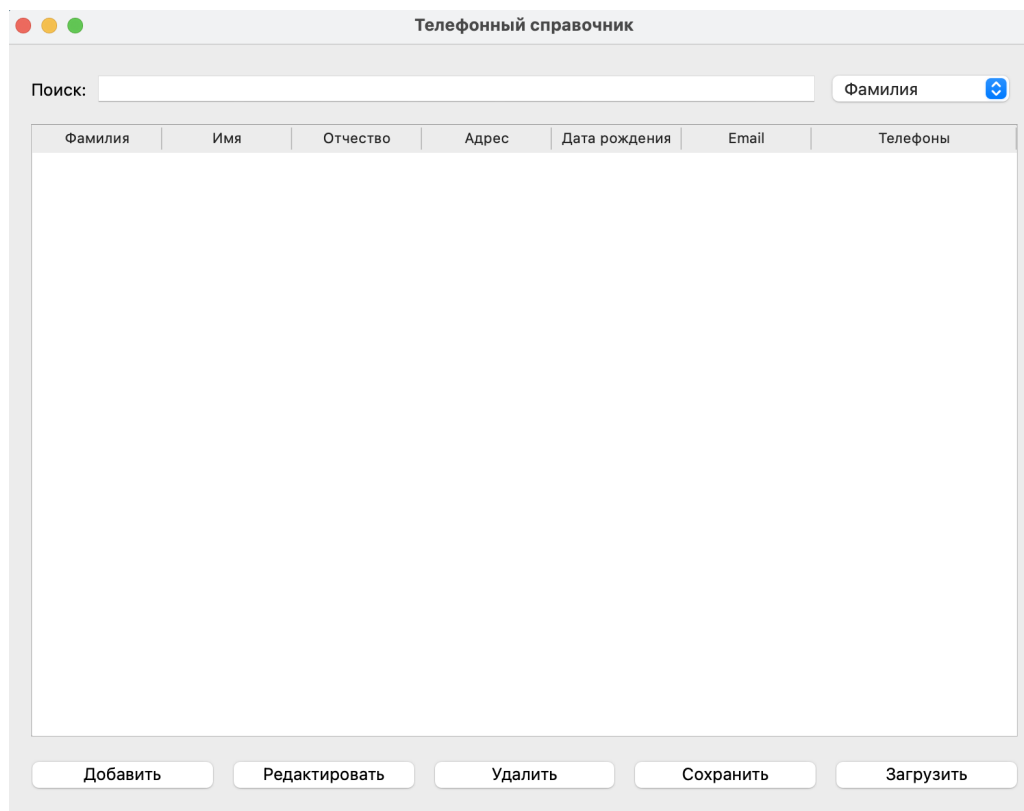 Телефонный справочник
Поиск: Фамилия
Фамилия Имя Отчество Адрес Дата рождения Email Телефоны
Добавить Редактировать Удалить Сохранить Загрузить